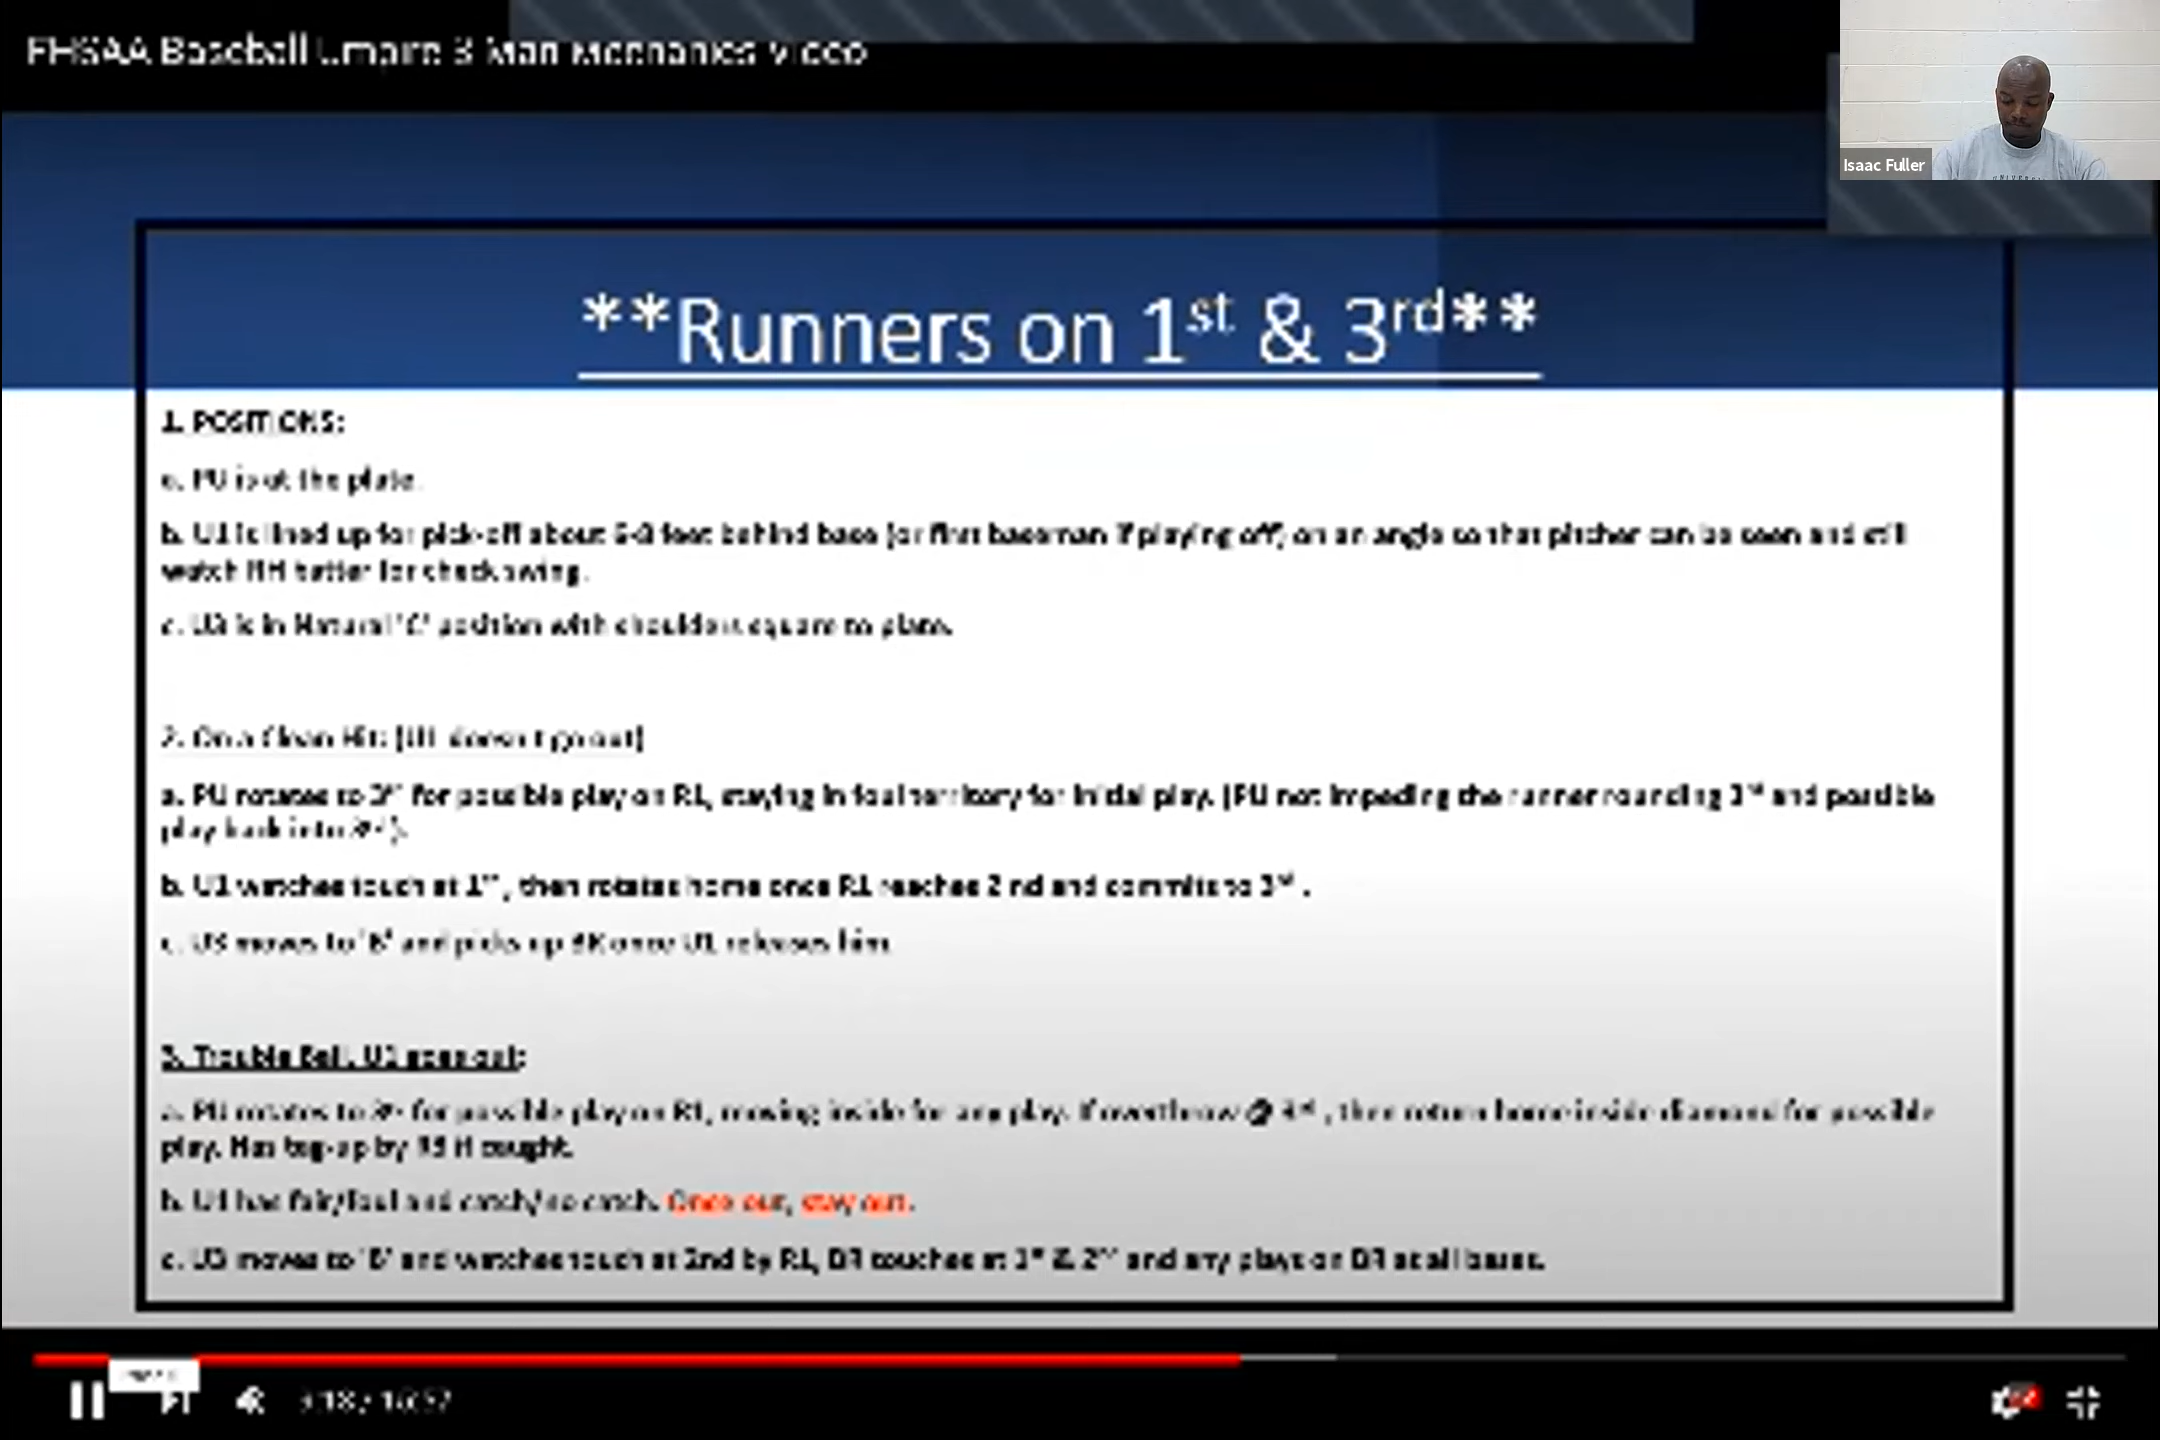 FHSAA Baseball Umpire 3 Man Mechanics Video
Isaac Fuller
**Runners on 1st & 3rd**
1. POSITIONS:
a. PU is at the plate.
b. U1 is lined up for pick-off about feet behind base (or first baseman if playing off) on an angle so that pitcher can be seen and still
watch RH batter for check swing.
c. U3 is in Natural 'C' position with shoulders square to plate.
2. On a Clean Hit: (U1 doesn't go out)
a. PU rotates to 3rd for possible play on R1, staying in foul territory for initial play. (PU not impeding the runner rounding 3rd and possible
play back into 3rd).
b. U1 watches touch at 1st, then rotates home once R1 reaches 2nd and commits to 3rd.
c. U3 moves to 'B' and picks up BR once U1 releases him.
3. Trouble Ball, U1 goes out:
a. PU rotates to 3rd for possible play on R1, moving inside for any play. If overthrow @ 3rd, then return home inside diamond for possible
play. Has tag-up by R3 if caught.
b. U1 has fair/foul and catch/no catch. Once out, stay out.
c. U3 moves to 'B' and watches touch at 2nd by R1, BR touches at 1st & 2nd and any plays on BR at all bases.